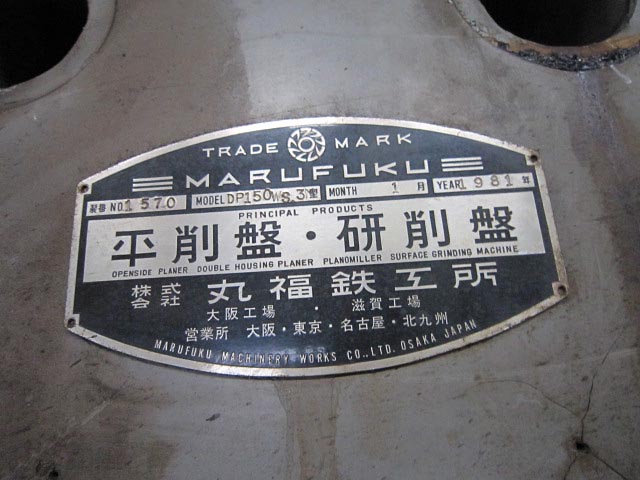 TRADE MARK
MARUFUKU
製番 NO. 1570 MODEL DP150WS.3 型 MONTH 1 月 YEAR 1981 年
PRINCIPAL PRODUCTS
平削盤・研削盤
OPENSIDE PLANER DOUBLE HOUSING PLANER PLANOMILLER SURFACE GRINDING MACHINE
株式会社 丸福鉄工所
大阪工場・滋賀工場
営業所 大阪・東京・名古屋・北九州
MARUFUKU MACHINERY WORKS CO.,LTD. OSAKA JAPAN